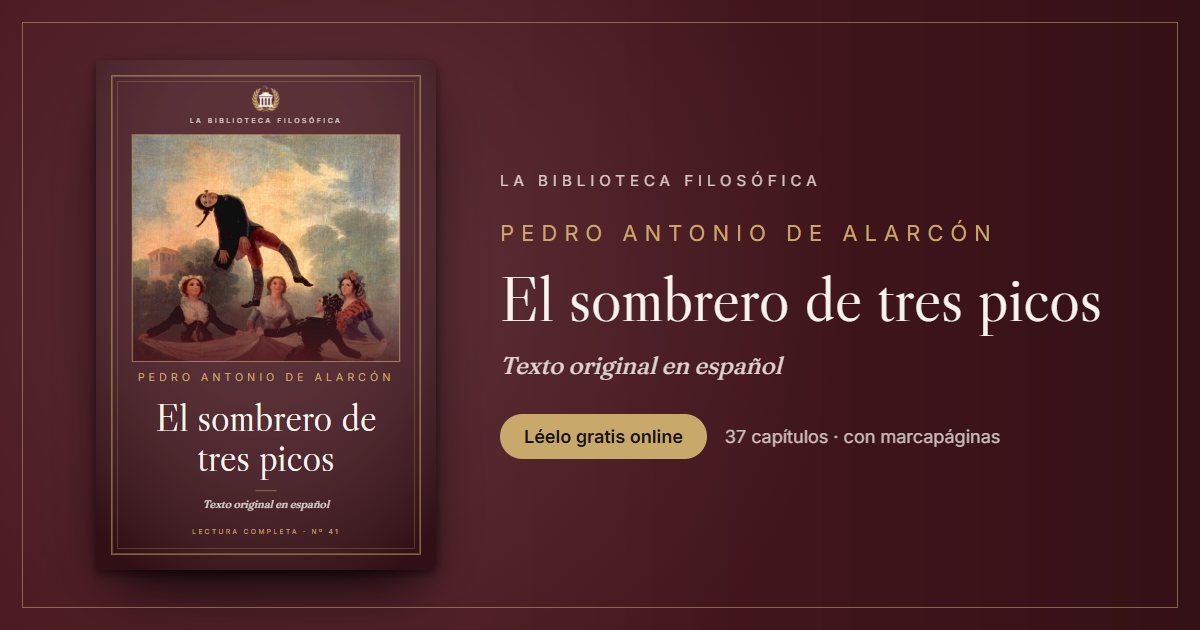 LA BIBLIOTECA FILOSÓFICA
PEDRO ANTONIO DE ALARCÓN
El sombrero de
tres picos
Texto original en español
LECTURA COMPLETA · Nº 41
LA BIBLIOTECA FILOSÓFICA
PEDRO ANTONIO DE ALARCÓN
El sombrero de tres picos
Texto original en español
Léelo gratis online
37 capítulos · con marcapáginas